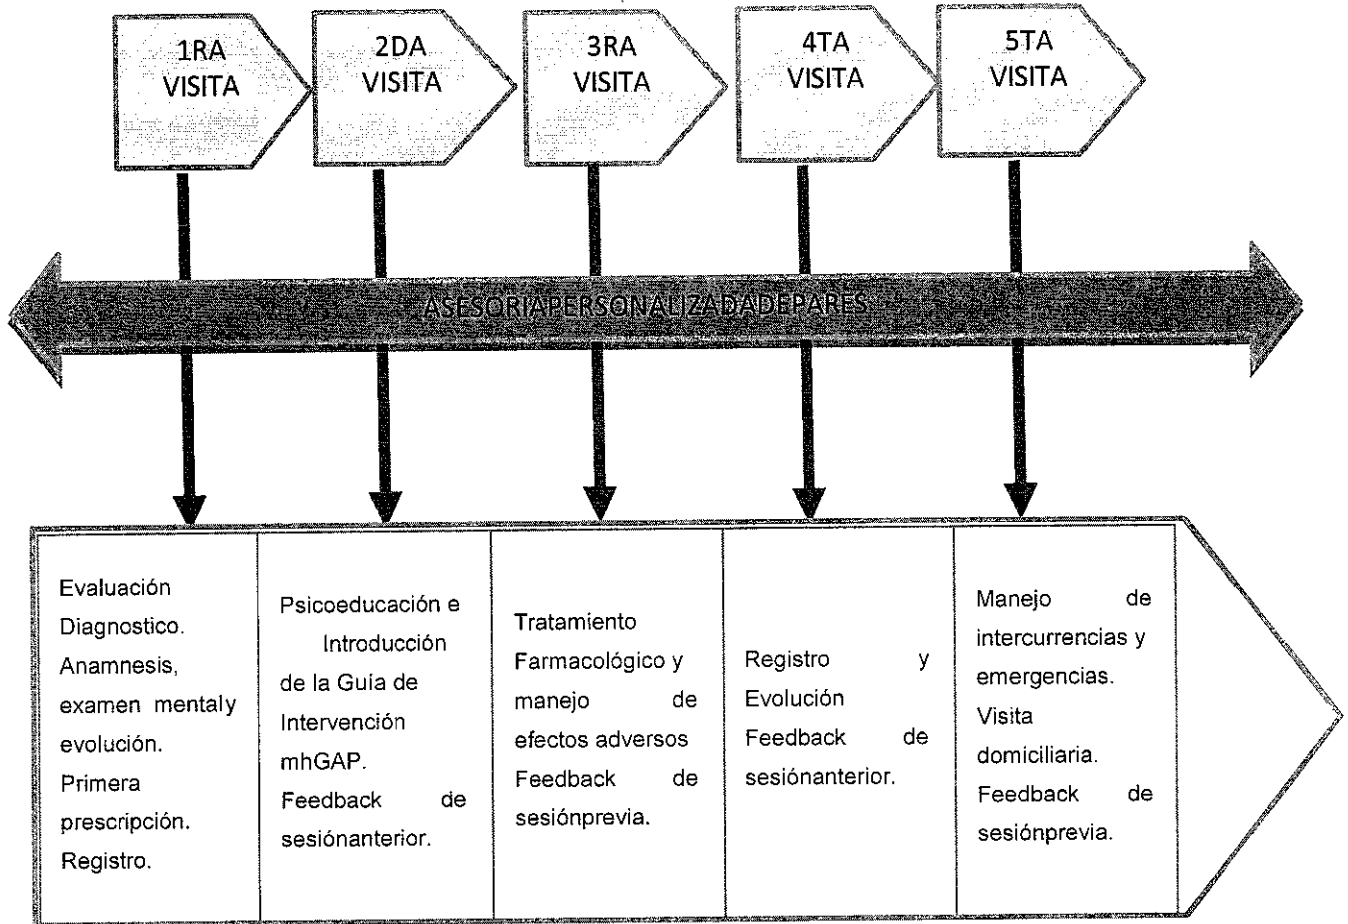 1RA
VISITA
2DA
VISITA
3RA
VISITA
4TA
VISITA
5TA
VISITA
ASESORIAPERSONALIZADADEPARES
Evaluación
Diagnostico.
Anamnesis,
examen mentaly
evolución.
Primera
prescripción.
Registro.
Psicoeducación e
Introducción
de la Guía de
Intervención
mhGAP.
Feedback de
sesiónanterior.
Tratamiento
Farmacológico y
manejo de
efectos adversos
Feedback de
sesiónprevia.
Registro y
Evolución
Feedback de
sesiónanterior.
Manejo de
intercurrencias y
emergencias.
Visita
domiciliaria.
Feedback de
sesiónprevia.